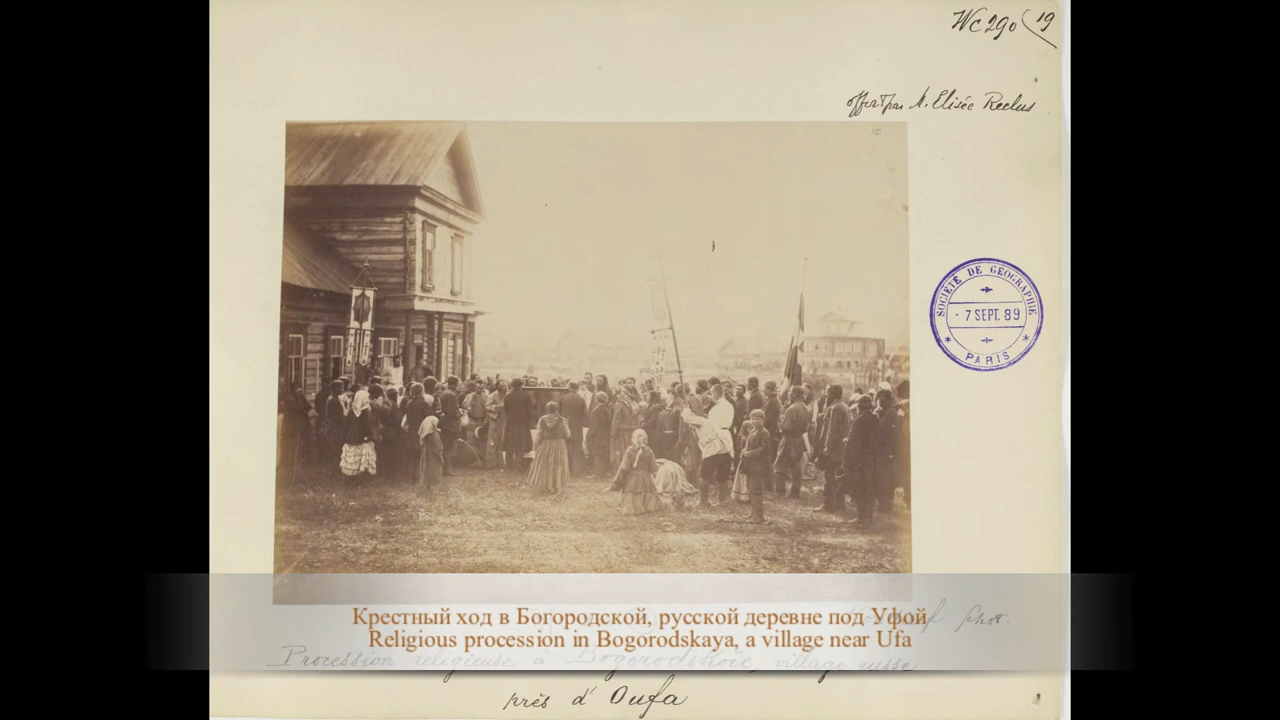 Wc 290 (19
offert par M. Elisée Reclus
SOCIÉTÉ DE GÉOGRAPHIE
- 7 SEPT. 89
PARIS
Крестный ход в Богородской, русской деревне под Уфой
phot.
Religious procession in Bogorodskaya, a village near Ufa
Procession religieuse à Bogorodskoïe, village russe
près d' Oufa